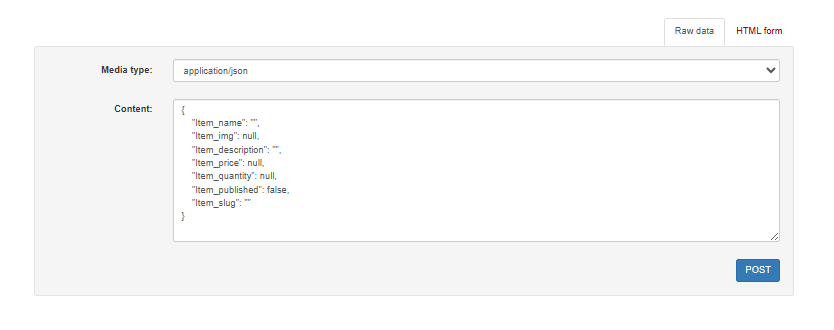 Raw data
HTML form
Media type:
application/json
Content:
{
    "Item_name": "",
    "Item_img": null,
    "Item_description": "",
    "Item_price": null,
    "Item_quantity": null,
    "Item_published": false,
    "Item_slug": ""
}
POST